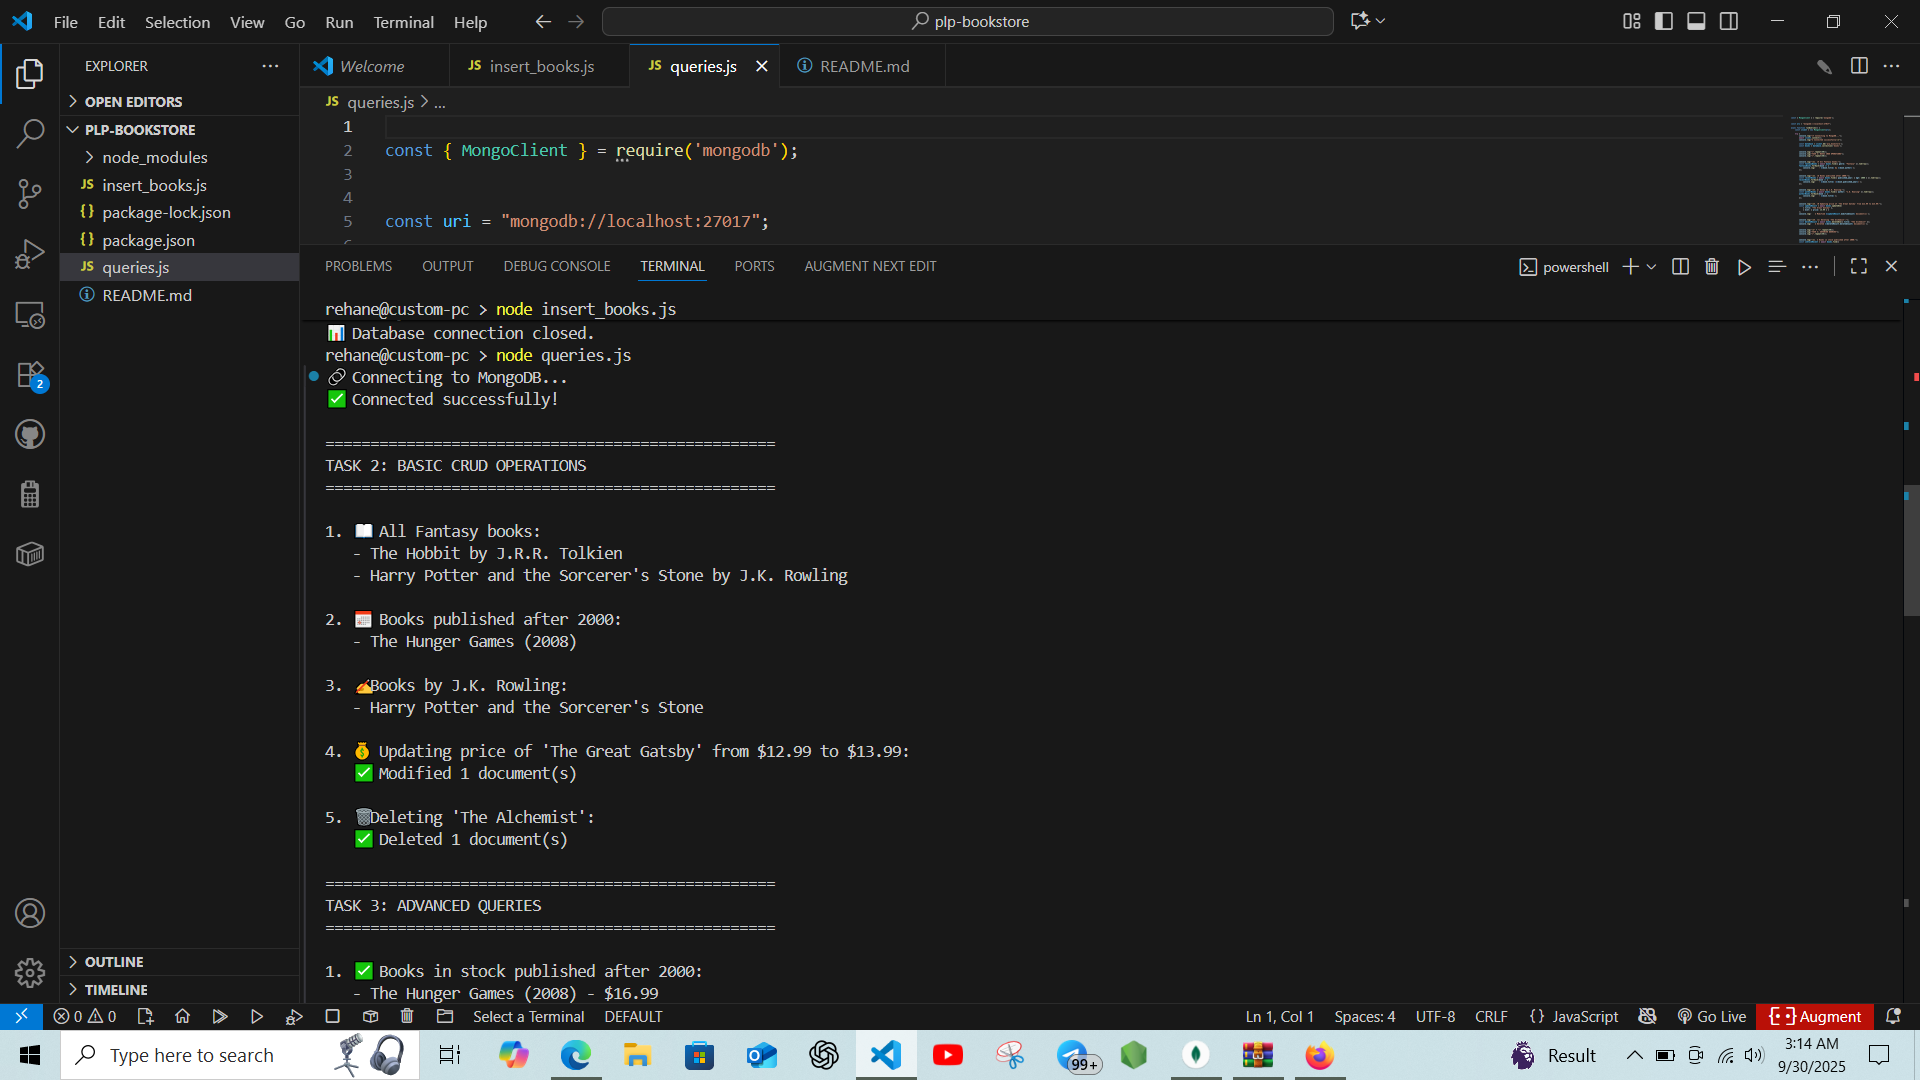 File Edit Selection View Go Run Terminal Help
plp-bookstore
EXPLORER
OPEN EDITORS
PLP-BOOKSTORE
node_modules
JS insert_books.js
{} package-lock.json
{} package.json
JS queries.js
README.md
OUTLINE
TIMELINE
2
Welcome
JS insert_books.js
JS queries.js
README.md
JS queries.js > ...
1
2 const { MongoClient } = require('mongodb');
3
4
5 const uri = "mongodb://localhost:27017";
PROBLEMS OUTPUT DEBUG CONSOLE TERMINAL PORTS AUGMENT NEXT EDIT
powershell
rehane@custom-pc > node insert_books.js
Database connection closed.
rehane@custom-pc > node queries.js
Connecting to MongoDB...
Connected successfully!
==================================================
TASK 2: BASIC CRUD OPERATIONS
==================================================
1. All Fantasy books:
- The Hobbit by J.R.R. Tolkien
- Harry Potter and the Sorcerer's Stone by J.K. Rowling
2. Books published after 2000:
- The Hunger Games (2008)
3. Books by J.K. Rowling:
- Harry Potter and the Sorcerer's Stone
4. Updating price of 'The Great Gatsby' from $12.99 to $13.99:
Modified 1 document(s)
5. Deleting 'The Alchemist':
Deleted 1 document(s)
==================================================
TASK 3: ADVANCED QUERIES
==================================================
1. Books in stock published after 2000:
- The Hunger Games (2008) - $16.99
0 0 Select a Terminal DEFAULT Ln 1, Col 1 Spaces: 4 UTF-8 CRLF {} JavaScript Go Live Augment
Type here to search
99+
Result
3:14 AM
9/30/2025